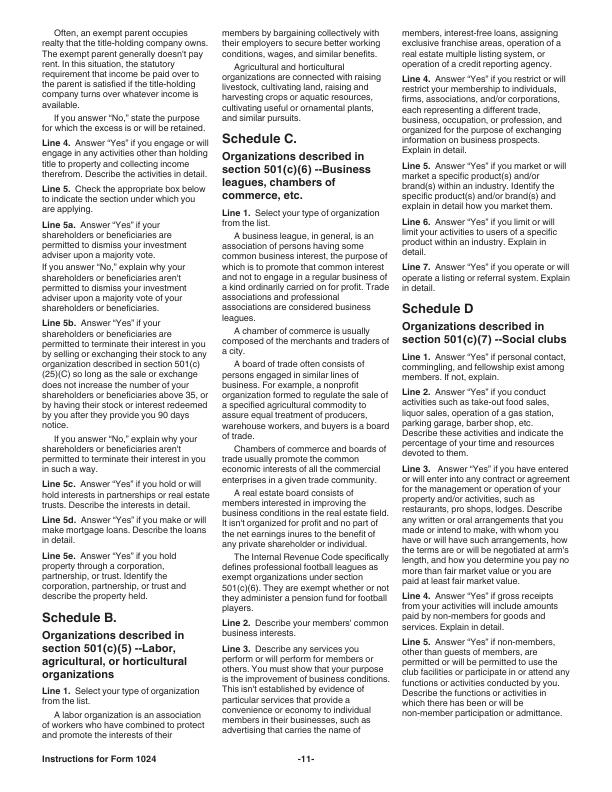 Often, an exempt parent occupies
realty that the title-holding company owns.
The exempt parent generally doesn't pay
rent. In this situation, the statutory
requirement that income be paid over to
the parent is satisfied if the title-holding
company turns over whatever income is
available.
If you answer “No,” state the purpose
for which the excess is or will be retained.
Line 4. Answer “Yes” if you engage or will
engage in any activities other than holding
title to property and collecting income
therefrom. Describe the activities in detail.
Line 5. Check the appropriate box below
to indicate the section under which you
are applying.
Line 5a. Answer “Yes” if your
shareholders or beneficiaries are
permitted to dismiss your investment
adviser upon a majority vote.
If you answer “No,” explain why your
shareholders or beneficiaries aren't
permitted to dismiss your investment
adviser upon a majority vote of your
shareholders or beneficiaries.
Line 5b. Answer “Yes” if your
shareholders or beneficiaries are
permitted to terminate their interest in you
by selling or exchanging their stock to any
organization described in section 501(c)
(25)(C) so long as the sale or exchange
does not increase the number of your
shareholders or beneficiaries above 35, or
by having their stock or interest redeemed
by you after they provide you 90 days
notice.
If you answer “No,” explain why your
shareholders or beneficiaries aren't
permitted to terminate their interest in you
in such a way.
Line 5c. Answer “Yes” if you hold or will
hold interests in partnerships or real estate
trusts. Describe the interests in detail.
Line 5d. Answer “Yes” if you make or will
make mortgage loans. Describe the loans
in detail.
Line 5e. Answer “Yes” if you hold
property through a corporation,
partnership, or trust. Identify the
corporation, partnership, or trust and
describe the property held.
Schedule B.
Organizations described in
section 501(c)(5) --Labor,
agricultural, or horticultural
organizations
Line 1. Select your type of organization
from the list.
A labor organization is an association
of workers who have combined to protect
and promote the interests of their
members by bargaining collectively with
their employers to secure better working
conditions, wages, and similar benefits.
Agricultural and horticultural
organizations are connected with raising
livestock, cultivating land, raising and
harvesting crops or aquatic resources,
cultivating useful or ornamental plants,
and similar pursuits.
Schedule C.
Organizations described in
section 501(c)(6) --Business
leagues, chambers of
commerce, etc.
Line 1. Select your type of organization
from the list.
A business league, in general, is an
association of persons having some
common business interest, the purpose of
which is to promote that common interest
and not to engage in a regular business of
a kind ordinarily carried on for profit. Trade
associations and professional
associations are considered business
leagues.
A chamber of commerce is usually
composed of the merchants and traders of
a city.
A board of trade often consists of
persons engaged in similar lines of
business. For example, a nonprofit
organization formed to regulate the sale of
a specified agricultural commodity to
assure equal treatment of producers,
warehouse workers, and buyers is a board
of trade.
Chambers of commerce and boards of
trade usually promote the common
economic interests of all the commercial
enterprises in a given trade community.
A real estate board consists of
members interested in improving the
business conditions in the real estate field.
It isn't organized for profit and no part of
the net earnings inures to the benefit of
any private shareholder or individual.
The Internal Revenue Code specifically
defines professional football leagues as
exempt organizations under section
501(c)(6). They are exempt whether or not
they administer a pension fund for football
players.
Line 2. Describe your members' common
business interests.
Line 3. Describe any services you
perform or will perform for members or
others. You must show that your purpose
is the improvement of business conditions.
This isn't established by evidence of
particular services that provide a
convenience or economy to individual
members in their businesses, such as
advertising that carries the name of
members, interest-free loans, assigning
exclusive franchise areas, operation of a
real estate multiple listing system, or
operation of a credit reporting agency.
Line 4. Answer “Yes” if you restrict or will
restrict your membership to individuals,
firms, associations, and/or corporations,
each representing a different trade,
business, occupation, or profession, and
organized for the purpose of exchanging
information on business prospects.
Explain in detail.
Line 5. Answer “Yes” if you market or will
market a specific product(s) and/or
brand(s) within an industry. Identify the
specific product(s) and/or brand(s) and
explain in detail how you market them.
Line 6. Answer “Yes” if you limit or will
limit your activities to users of a specific
product within an industry. Explain in
detail.
Line 7. Answer “Yes” if you operate or will
operate a listing or referral system. Explain
in detail.
Schedule D
Organizations described in
section 501(c)(7) --Social clubs
Line 1. Answer “Yes” if personal contact,
commingling, and fellowship exist among
members. If not, explain.
Line 2. Answer “Yes” if you conduct
activities such as take-out food sales,
liquor sales, operation of a gas station,
parking garage, barber shop, etc.
Describe these activities and indicate the
percentage of your time and resources
devoted to them.
Line 3. Answer “Yes” if you have entered
or will enter into any contract or agreement
for the management or operation of your
property and/or activities, such as
restaurants, pro shops, lodges. Describe
any written or oral arrangements that you
made or intend to make, with whom you
have or will have such arrangements, how
the terms are or will be negotiated at arm's
length, and how you determine you pay no
more than fair market value or you are
paid at least fair market value.
Line 4. Answer “Yes” if gross receipts
from your activities will include amounts
paid by non-members for goods and
services. Explain in detail.
Line 5. Answer “Yes” if non-members,
other than guests of members, are
permitted or will be permitted to use the
club facilities or participate in or attend any
functions or activities conducted by you.
Describe the functions or activities in
which there has been or will be
non-member participation or admittance.
Instructions for Form 1024
-11-